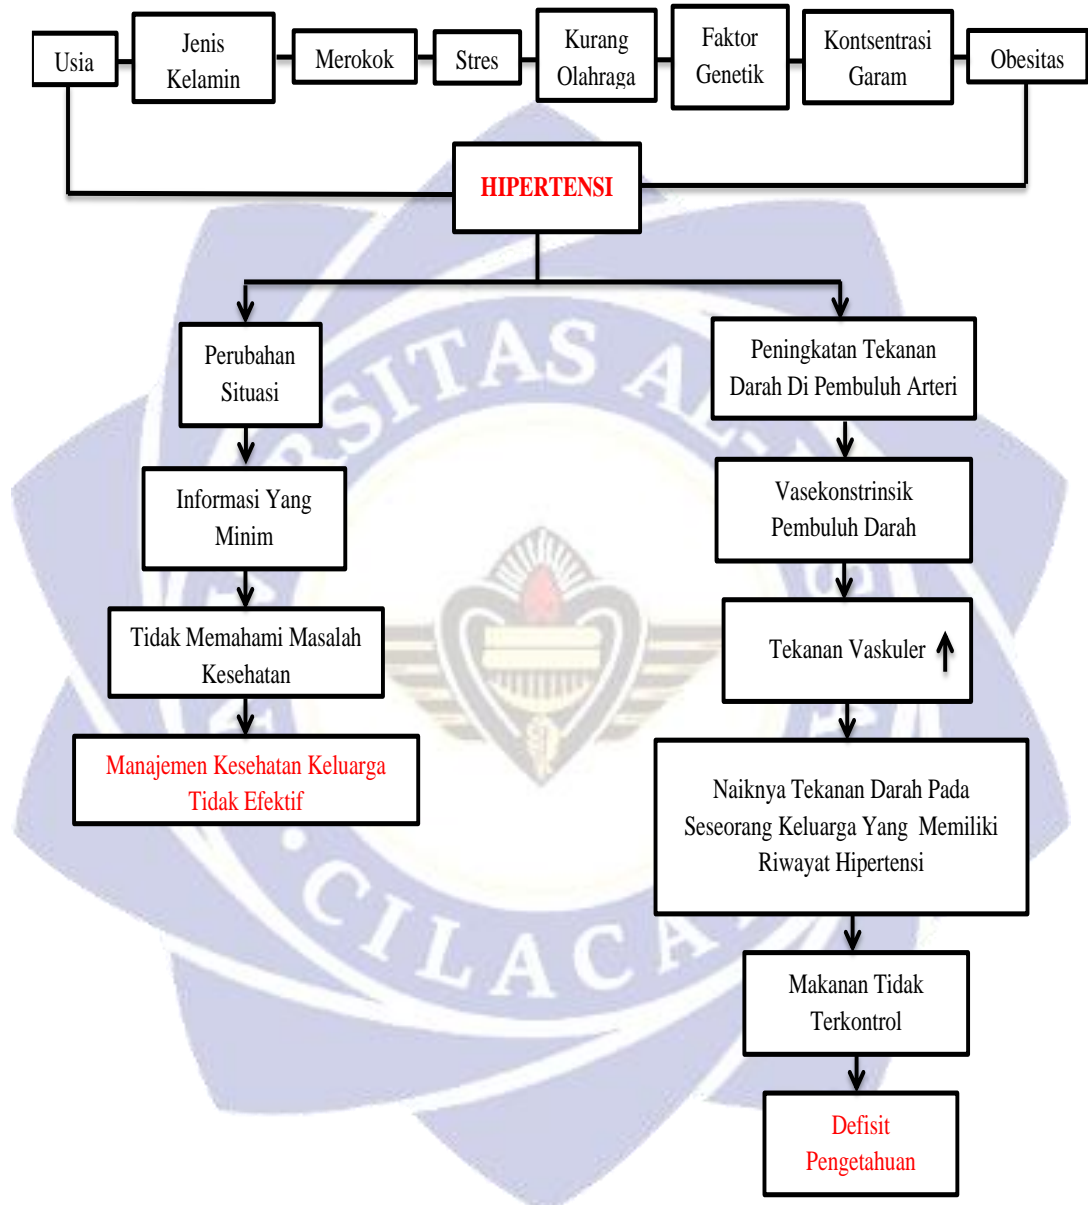 Usia
Jenis
Kelamin
Merokok
Stres
Kurang
Olahraga
Faktor
Genetik
Kontsentrasi
Garam
Obesitas
HIPERTENSI
Perubahan
Situasi
Informasi Yang
Minim
Tidak Memahami Masalah
Kesehatan
Manajemen Kesehatan Keluarga
Tidak Efektif
Peningkatan Tekanan
Darah Di Pembuluh Arteri
Vasekonstrinsik
Pembuluh Darah
Tekanan Vaskuler
Naiknya Tekanan Darah Pada
Seseorang Keluarga Yang Memiliki
Riwayat Hipertensi
Makanan Tidak
Terkontrol
Defisit
Pengetahuan